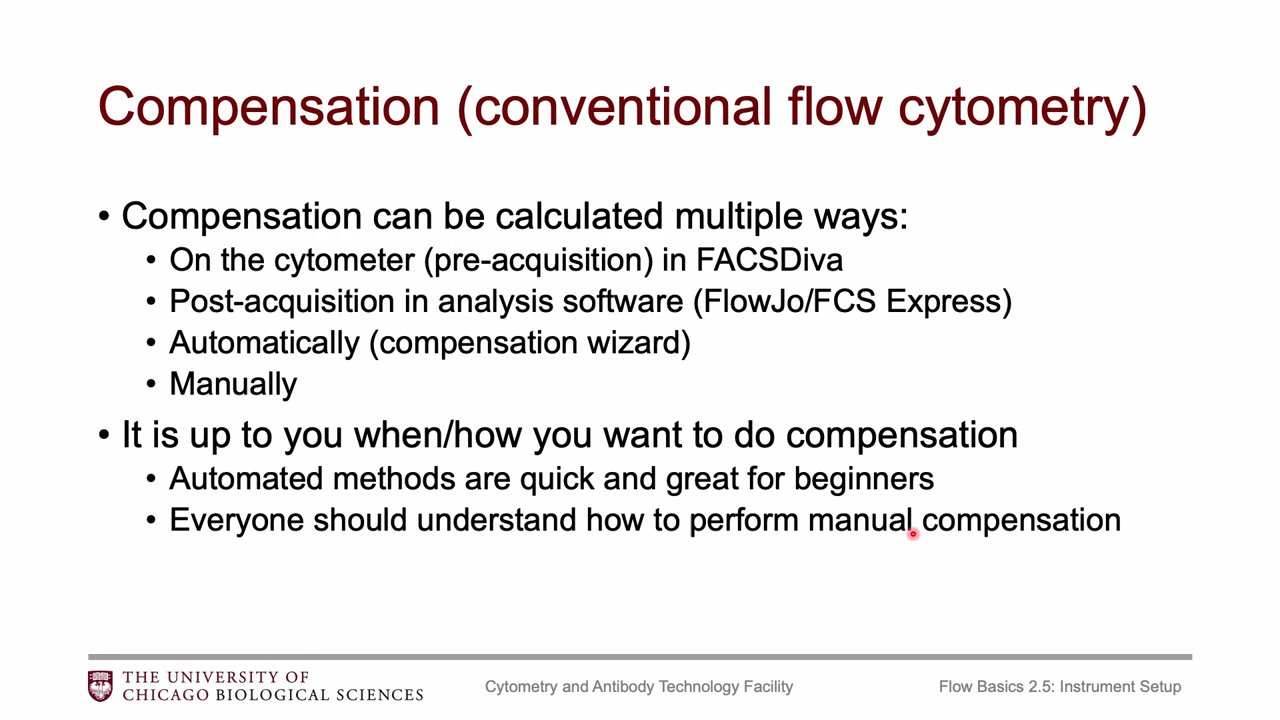 Compensation (conventional flow cytometry)
• Compensation can be calculated multiple ways:
• On the cytometer (pre-acquisition) in FACSDiva
• Post-acquisition in analysis software (FlowJo/FCS Express)
• Automatically (compensation wizard)
• Manually
• It is up to you when/how you want to do compensation
• Automated methods are quick and great for beginners
• Everyone should understand how to perform manual compensation
THE UNIVERSITY OF
CHICAGO BIOLOGICAL SCIENCES
Cytometry and Antibody Technology Facility
Flow Basics 2.5: Instrument Setup